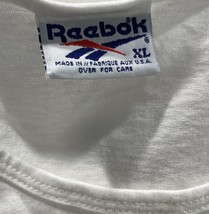 Reebok
® XL
MADE IN // FABRIQUE AUX U.S.A.
OVER FOR CARE